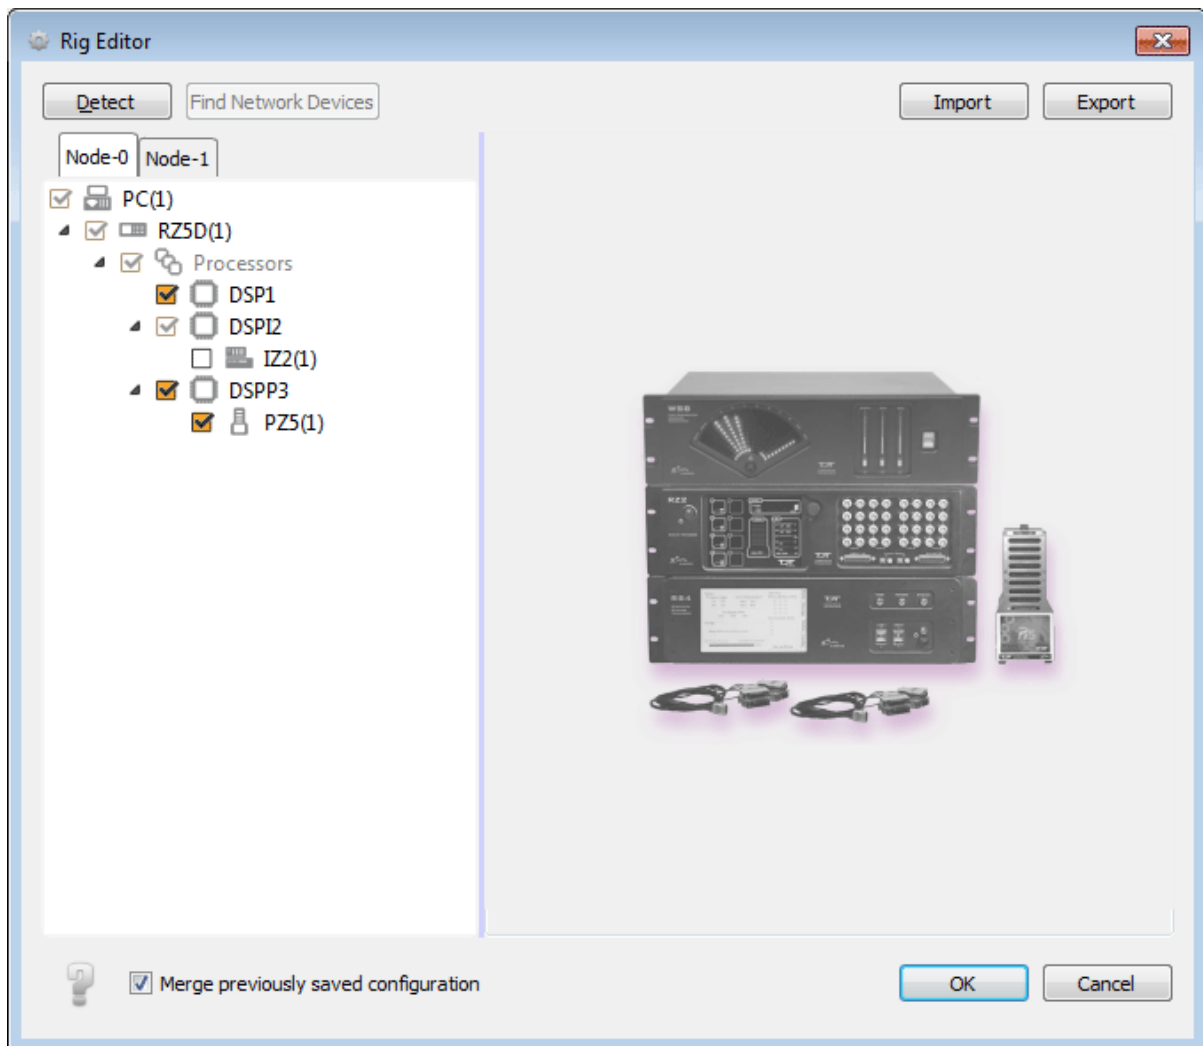 Rig Editor
Detect Find Network Devices Import Export
Node-0 Node-1
PC(1)
RZ5D(1)
Processors
DSP1
DSPI2
IZ2(1)
DSPP3
PZ5(1)
RZ2
Merge previously saved configuration OK Cancel